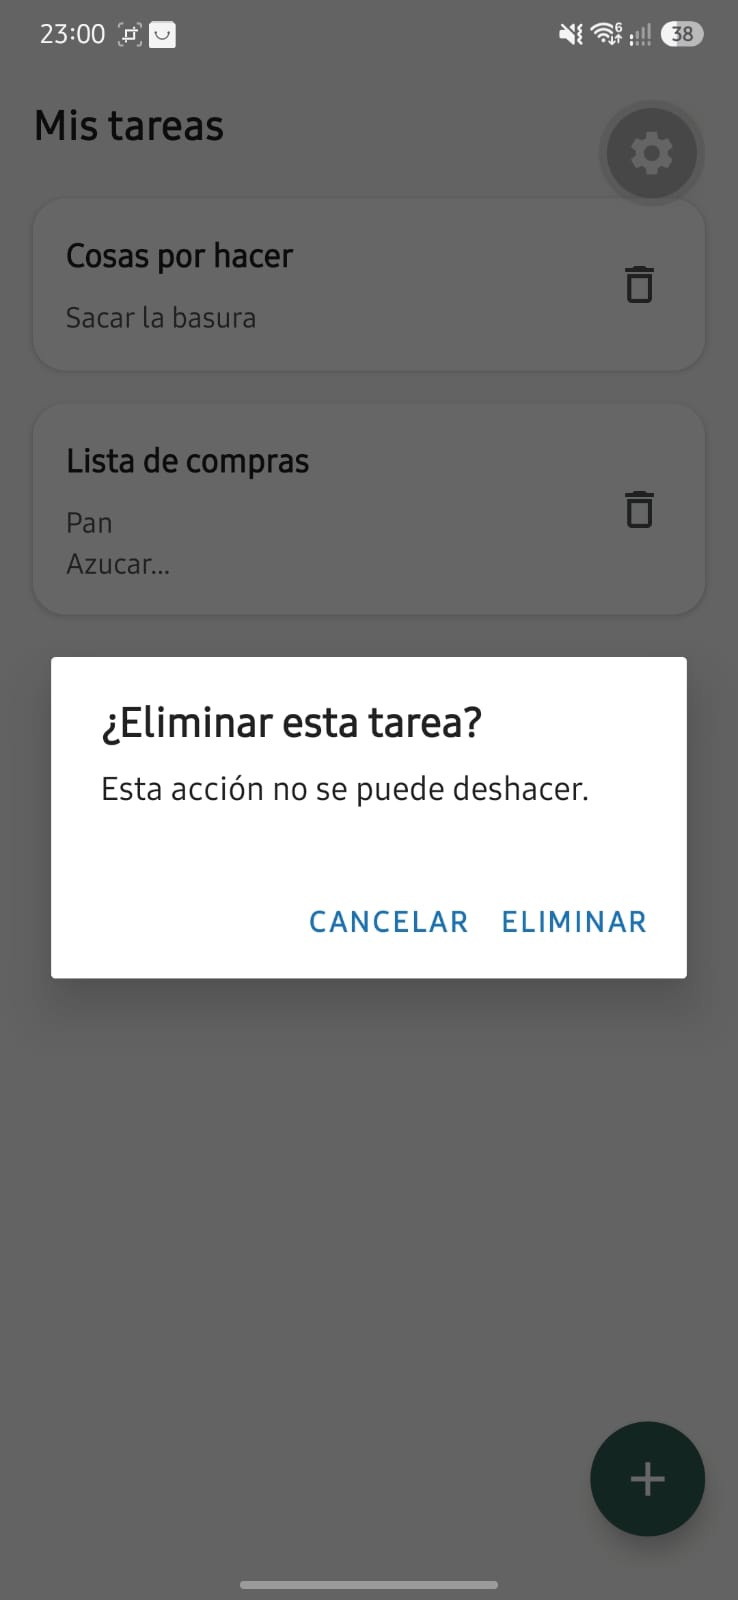 23:00
6
38
Mis tareas
Cosas por hacer
Sacar la basura
Lista de compras
Pan
Azucar...
¿Eliminar esta tarea?
Esta acción no se puede deshacer.
CANCELAR ELIMINAR